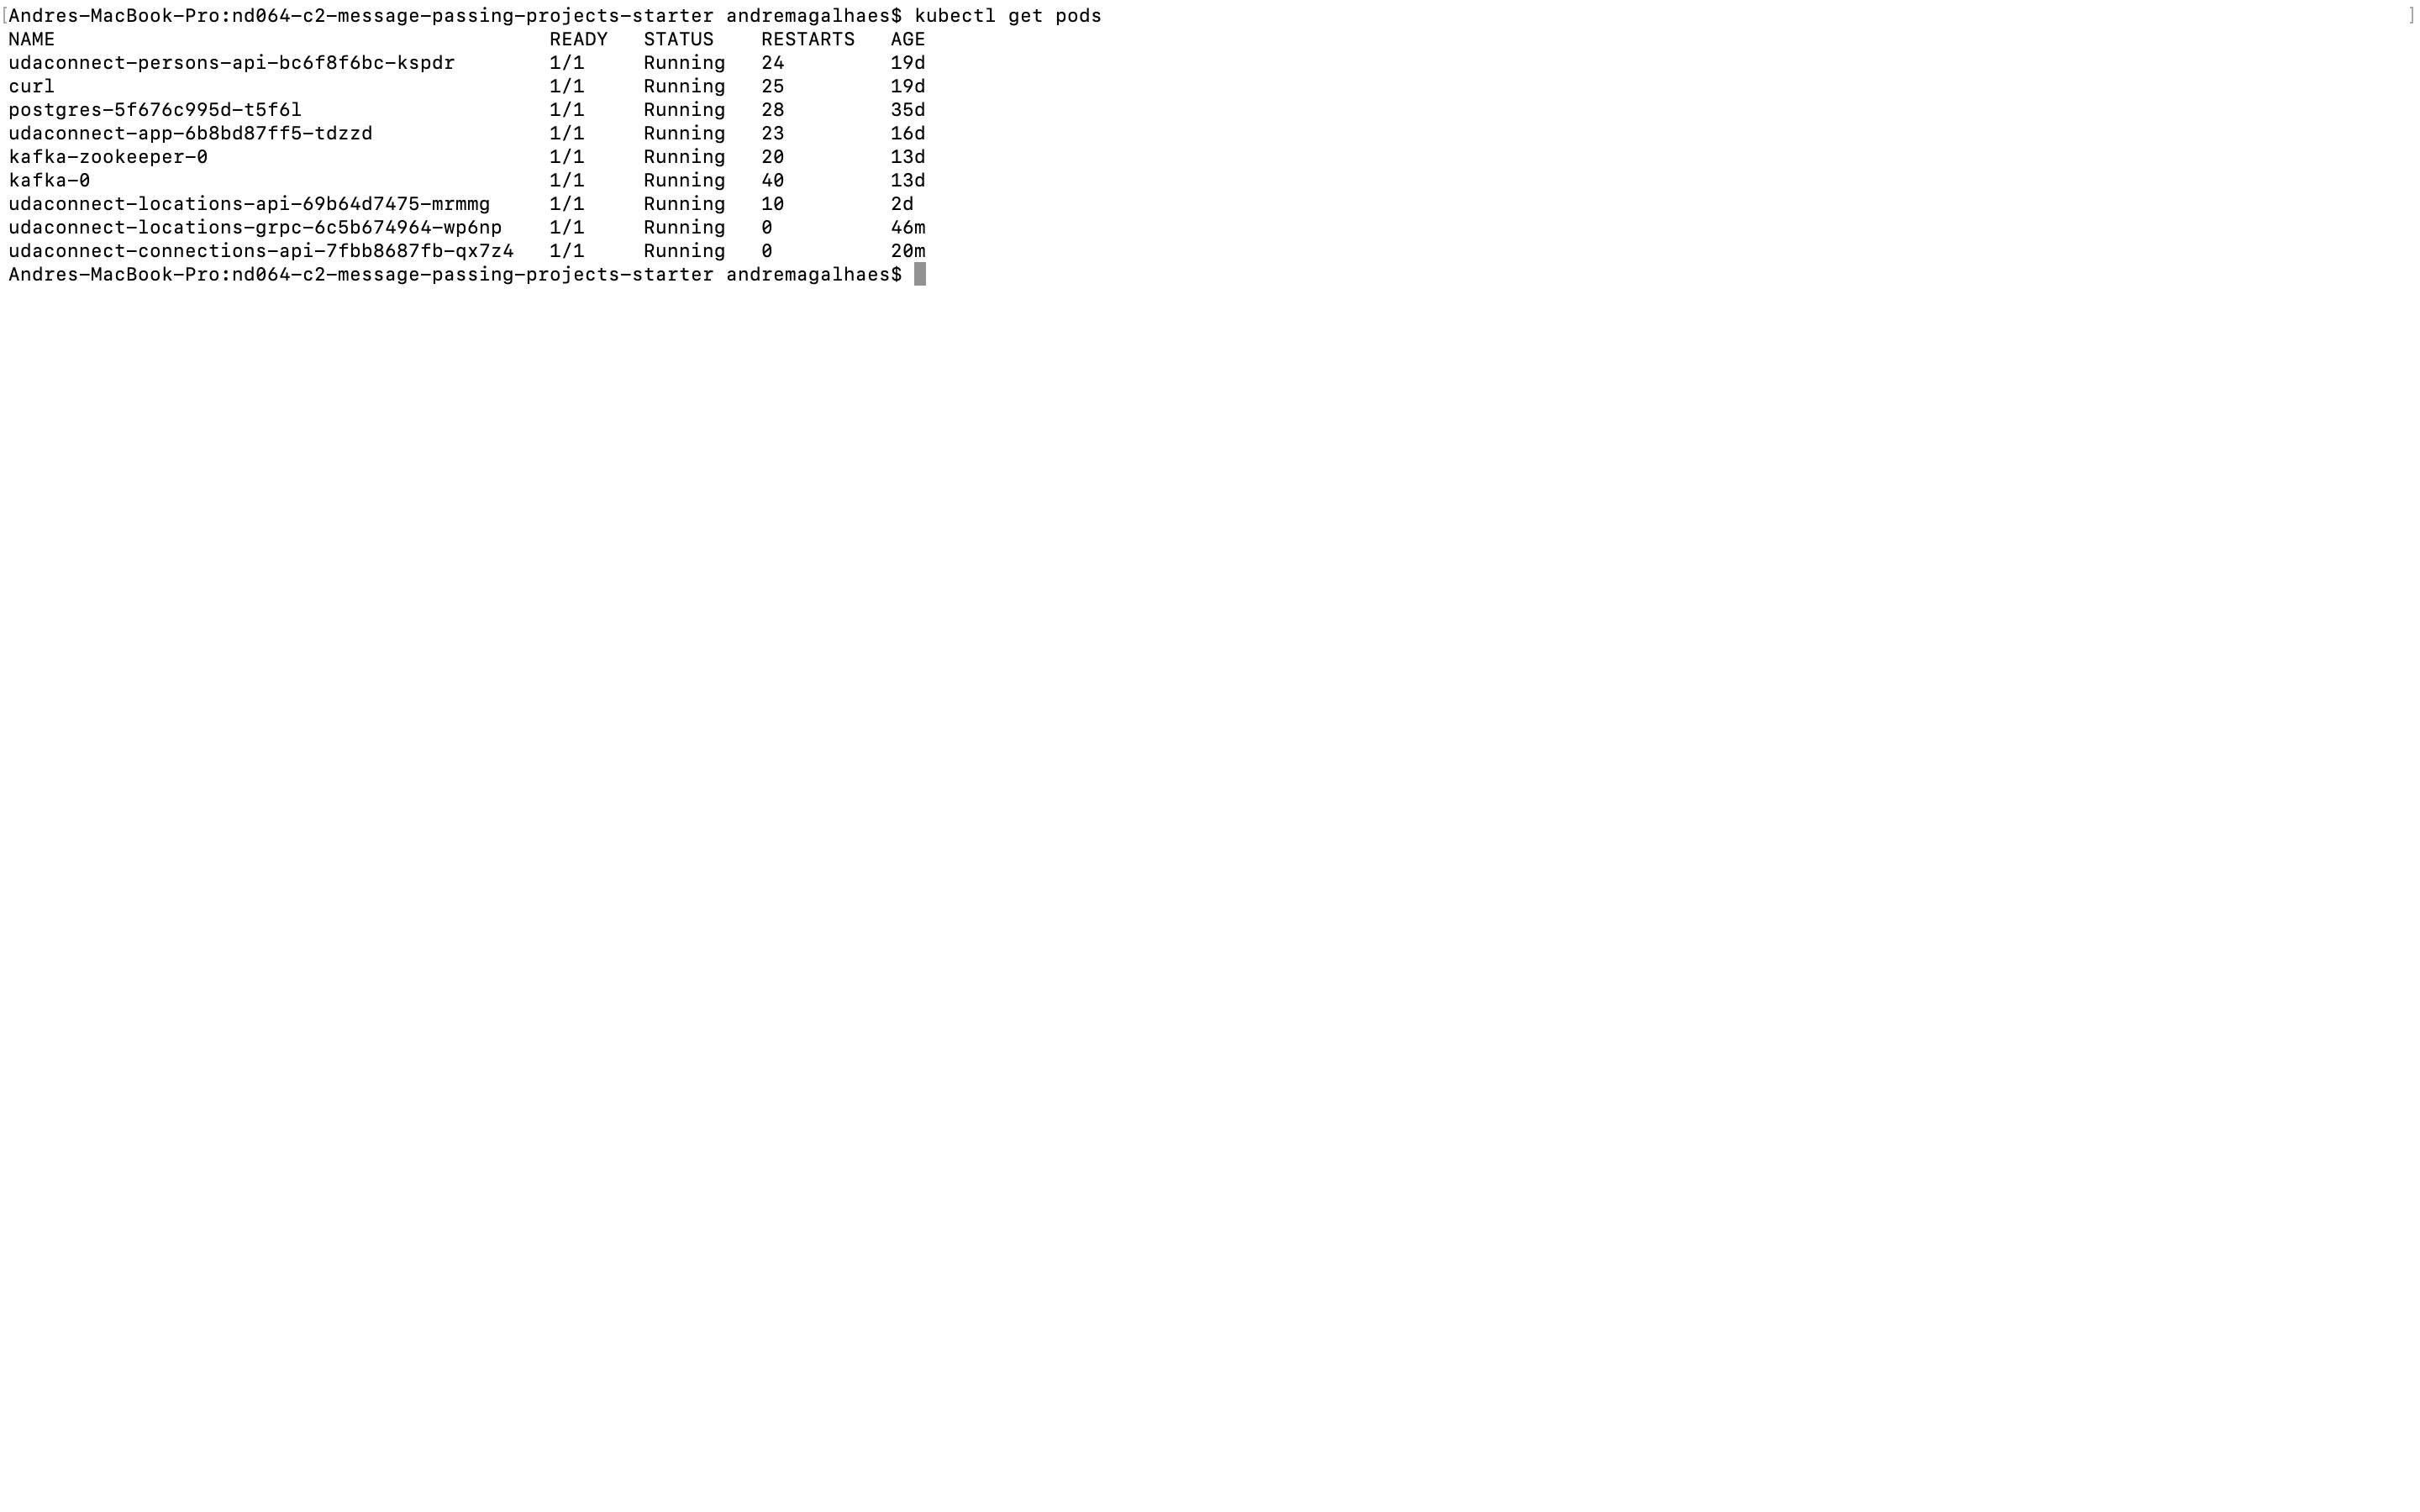 [Andres-MacBook-Pro:nd064-c2-message-passing-projects-starter andremagalhaes$ kubectl get pods ]
NAME READY STATUS RESTARTS AGE
udaconnect-persons-api-bc6f8f6bc-kspdr 1/1 Running 24 19d
curl 1/1 Running 25 19d
postgres-5f676c995d-t5f6l 1/1 Running 28 35d
udaconnect-app-6b8bd87ff5-tdzzd 1/1 Running 23 16d
kafka-zookeeper-0 1/1 Running 20 13d
kafka-0 1/1 Running 40 13d
udaconnect-locations-api-69b64d7475-mrmmg 1/1 Running 10 2d
udaconnect-locations-grpc-6c5b674964-wp6np 1/1 Running 0 46m
udaconnect-connections-api-7fbb8687fb-qx7z4 1/1 Running 0 20m
Andres-MacBook-Pro:nd064-c2-message-passing-projects-starter andremagalhaes$